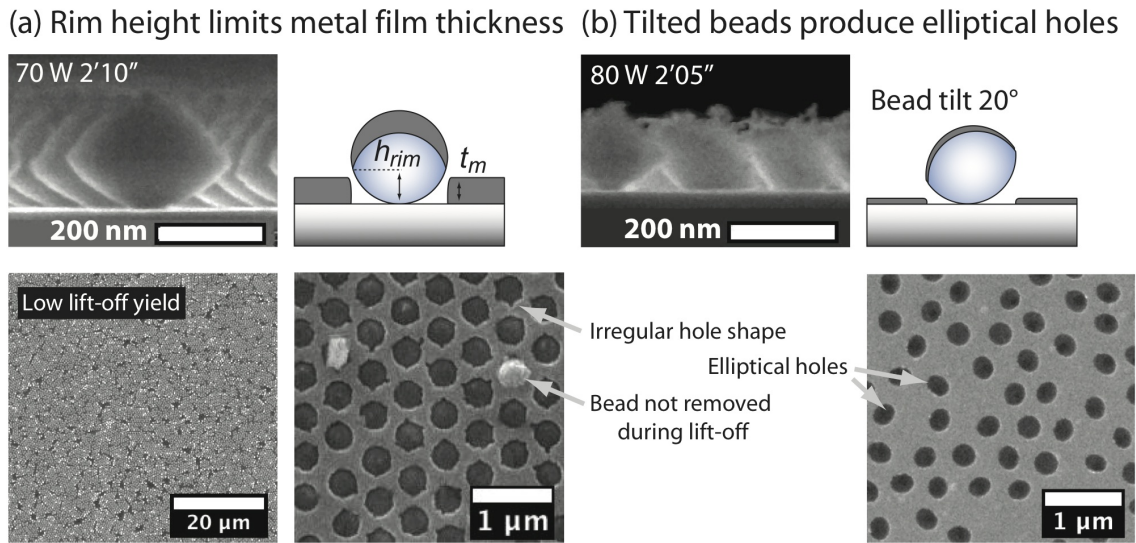 (a) Rim height limits metal film thickness
70 W 2'10"
200 nm
h_rim
t_m
Low lift-off yield
20 µm
1 µm
Irregular hole shape
Bead not removed
during lift-off
(b) Tilted beads produce elliptical holes
80 W 2'05"
200 nm
Bead tilt 20°
Elliptical holes
1 µm